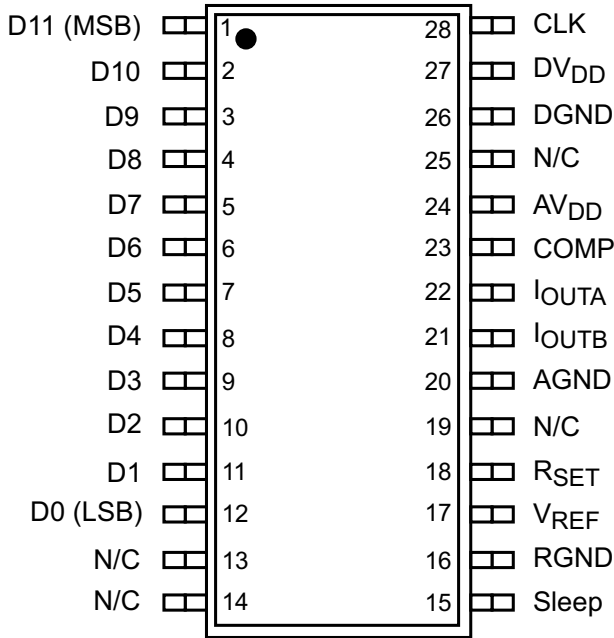 D11 (MSB) 1 28 CLK
D10 2 27 DVDD
D9 3 26 DGND
D8 4 25 N/C
D7 5 24 AVDD
D6 6 23 COMP
D5 7 22 IOUTA
D4 8 21 IOUTB
D3 9 20 AGND
D2 10 19 N/C
D1 11 18 RSET
D0 (LSB) 12 17 VREF
N/C 13 16 RGND
N/C 14 15 Sleep